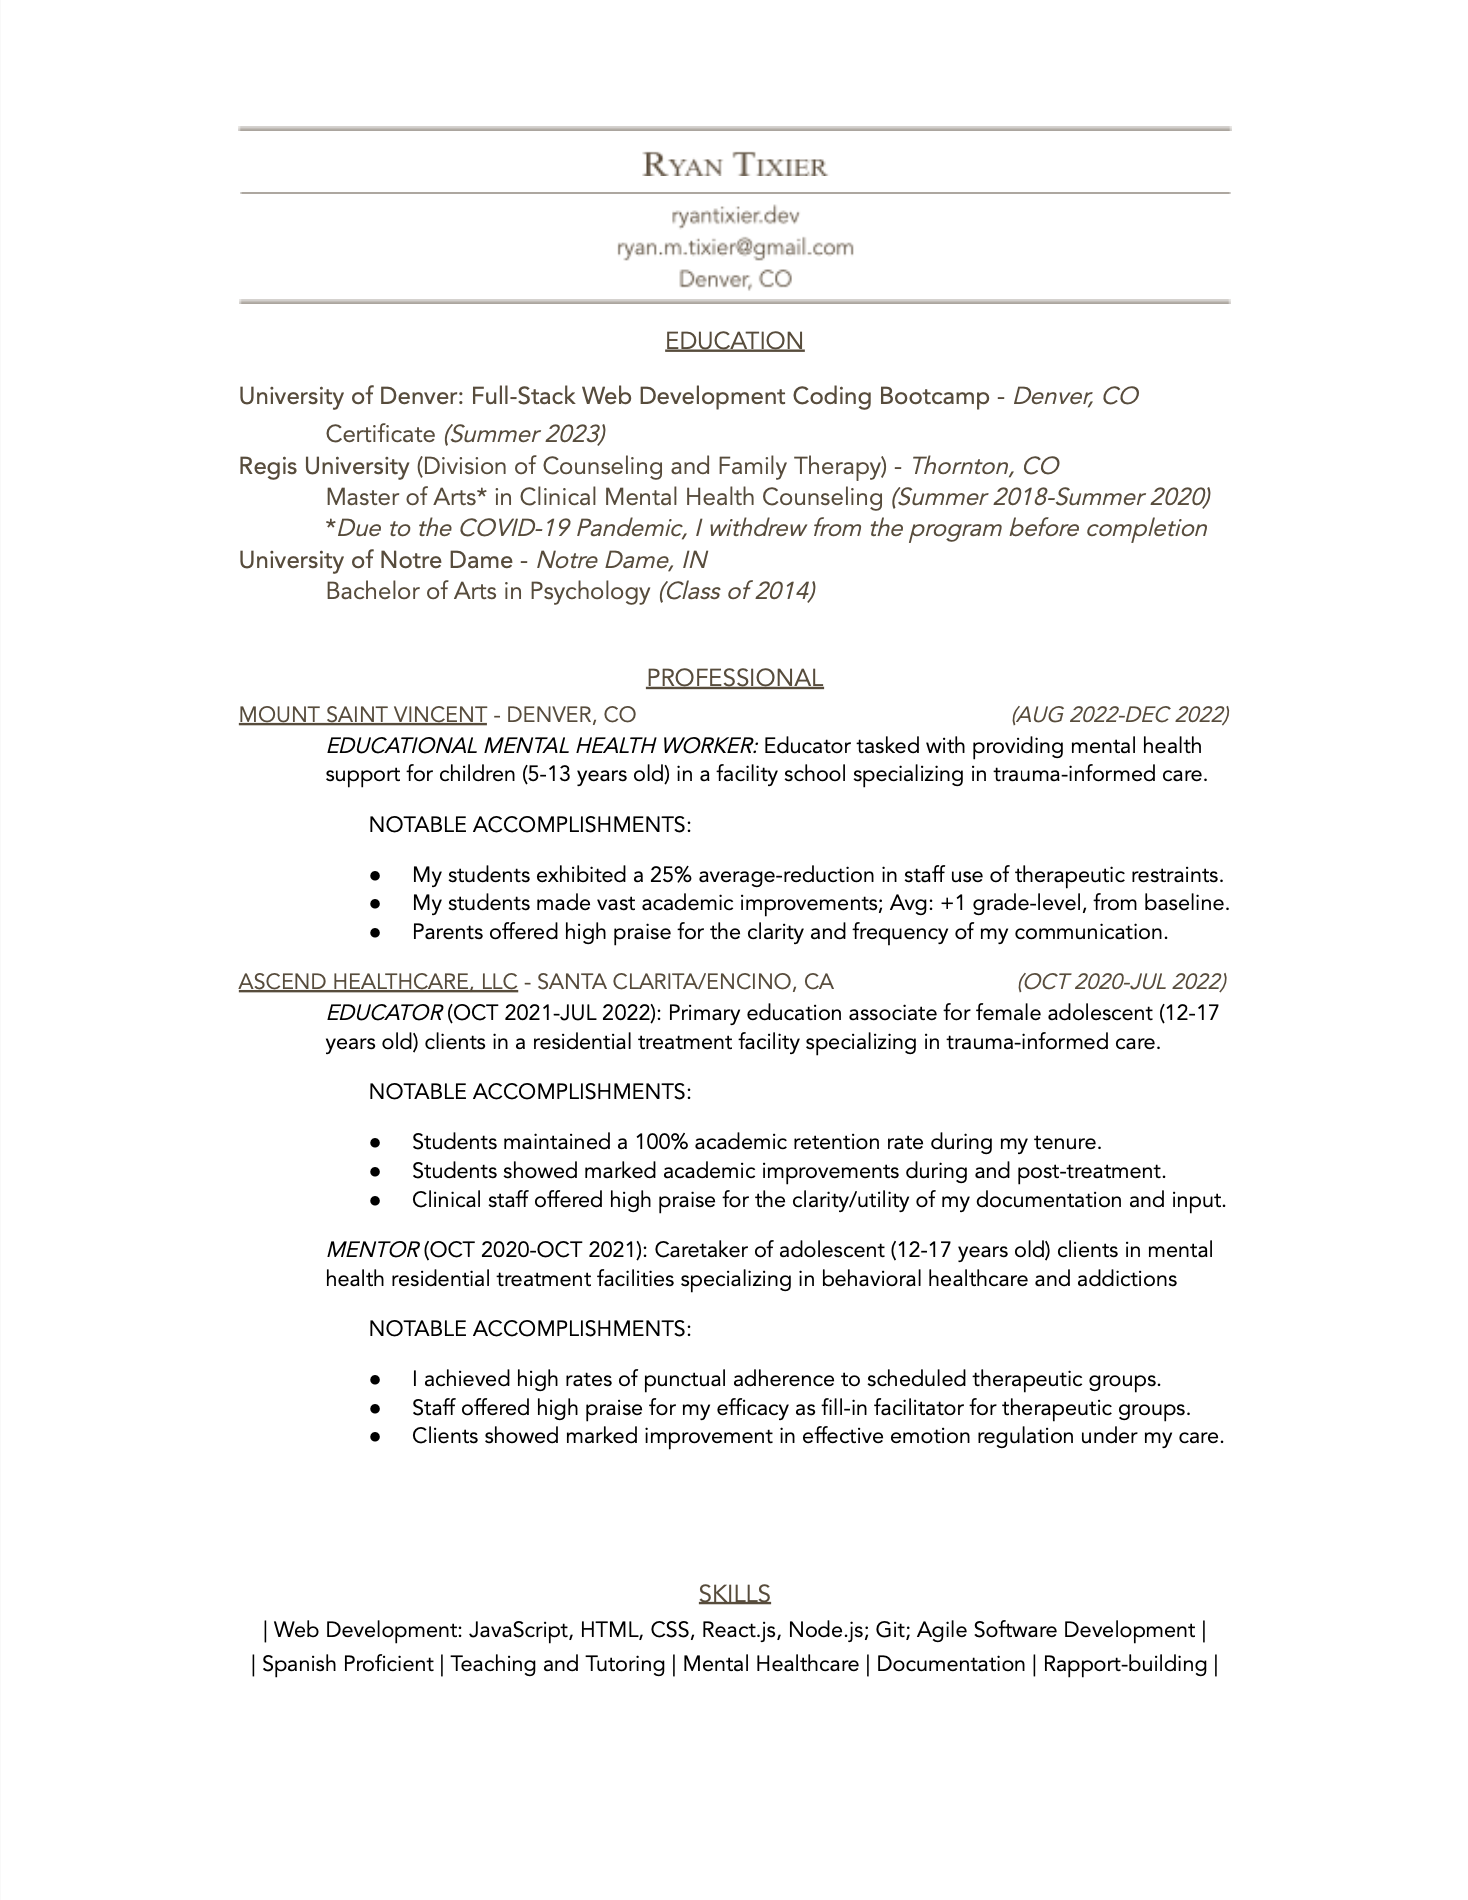 RYAN TIXIER
ryantixier.dev
ryan.m.tixier@gmail.com
Denver, CO
EDUCATION
University of Denver: Full-Stack Web Development Coding Bootcamp - Denver, CO
Certificate (Summer 2023)
Regis University (Division of Counseling and Family Therapy) - Thornton, CO
Master of Arts* in Clinical Mental Health Counseling (Summer 2018-Summer 2020)
*Due to the COVID-19 Pandemic, I withdrew from the program before completion
University of Notre Dame - Notre Dame, IN
Bachelor of Arts in Psychology (Class of 2014)
PROFESSIONAL
MOUNT SAINT VINCENT - DENVER, CO (AUG 2022-DEC 2022)
EDUCATIONAL MENTAL HEALTH WORKER: Educator tasked with providing mental health
support for children (5-13 years old) in a facility school specializing in trauma-informed care.
NOTABLE ACCOMPLISHMENTS:
● My students exhibited a 25% average-reduction in staff use of therapeutic restraints.
● My students made vast academic improvements; Avg: +1 grade-level, from baseline.
● Parents offered high praise for the clarity and frequency of my communication.
ASCEND HEALTHCARE, LLC - SANTA CLARITA/ENCINO, CA (OCT 2020-JUL 2022)
EDUCATOR (OCT 2021-JUL 2022): Primary education associate for female adolescent (12-17
years old) clients in a residential treatment facility specializing in trauma-informed care.
NOTABLE ACCOMPLISHMENTS:
● Students maintained a 100% academic retention rate during my tenure.
● Students showed marked academic improvements during and post-treatment.
● Clinical staff offered high praise for the clarity/utility of my documentation and input.
MENTOR (OCT 2020-OCT 2021): Caretaker of adolescent (12-17 years old) clients in mental
health residential treatment facilities specializing in behavioral healthcare and addictions
NOTABLE ACCOMPLISHMENTS:
● I achieved high rates of punctual adherence to scheduled therapeutic groups.
● Staff offered high praise for my efficacy as fill-in facilitator for therapeutic groups.
● Clients showed marked improvement in effective emotion regulation under my care.
SKILLS
| Web Development: JavaScript, HTML, CSS, React.js, Node.js; Git; Agile Software Development |
| Spanish Proficient | Teaching and Tutoring | Mental Healthcare | Documentation | Rapport-building |